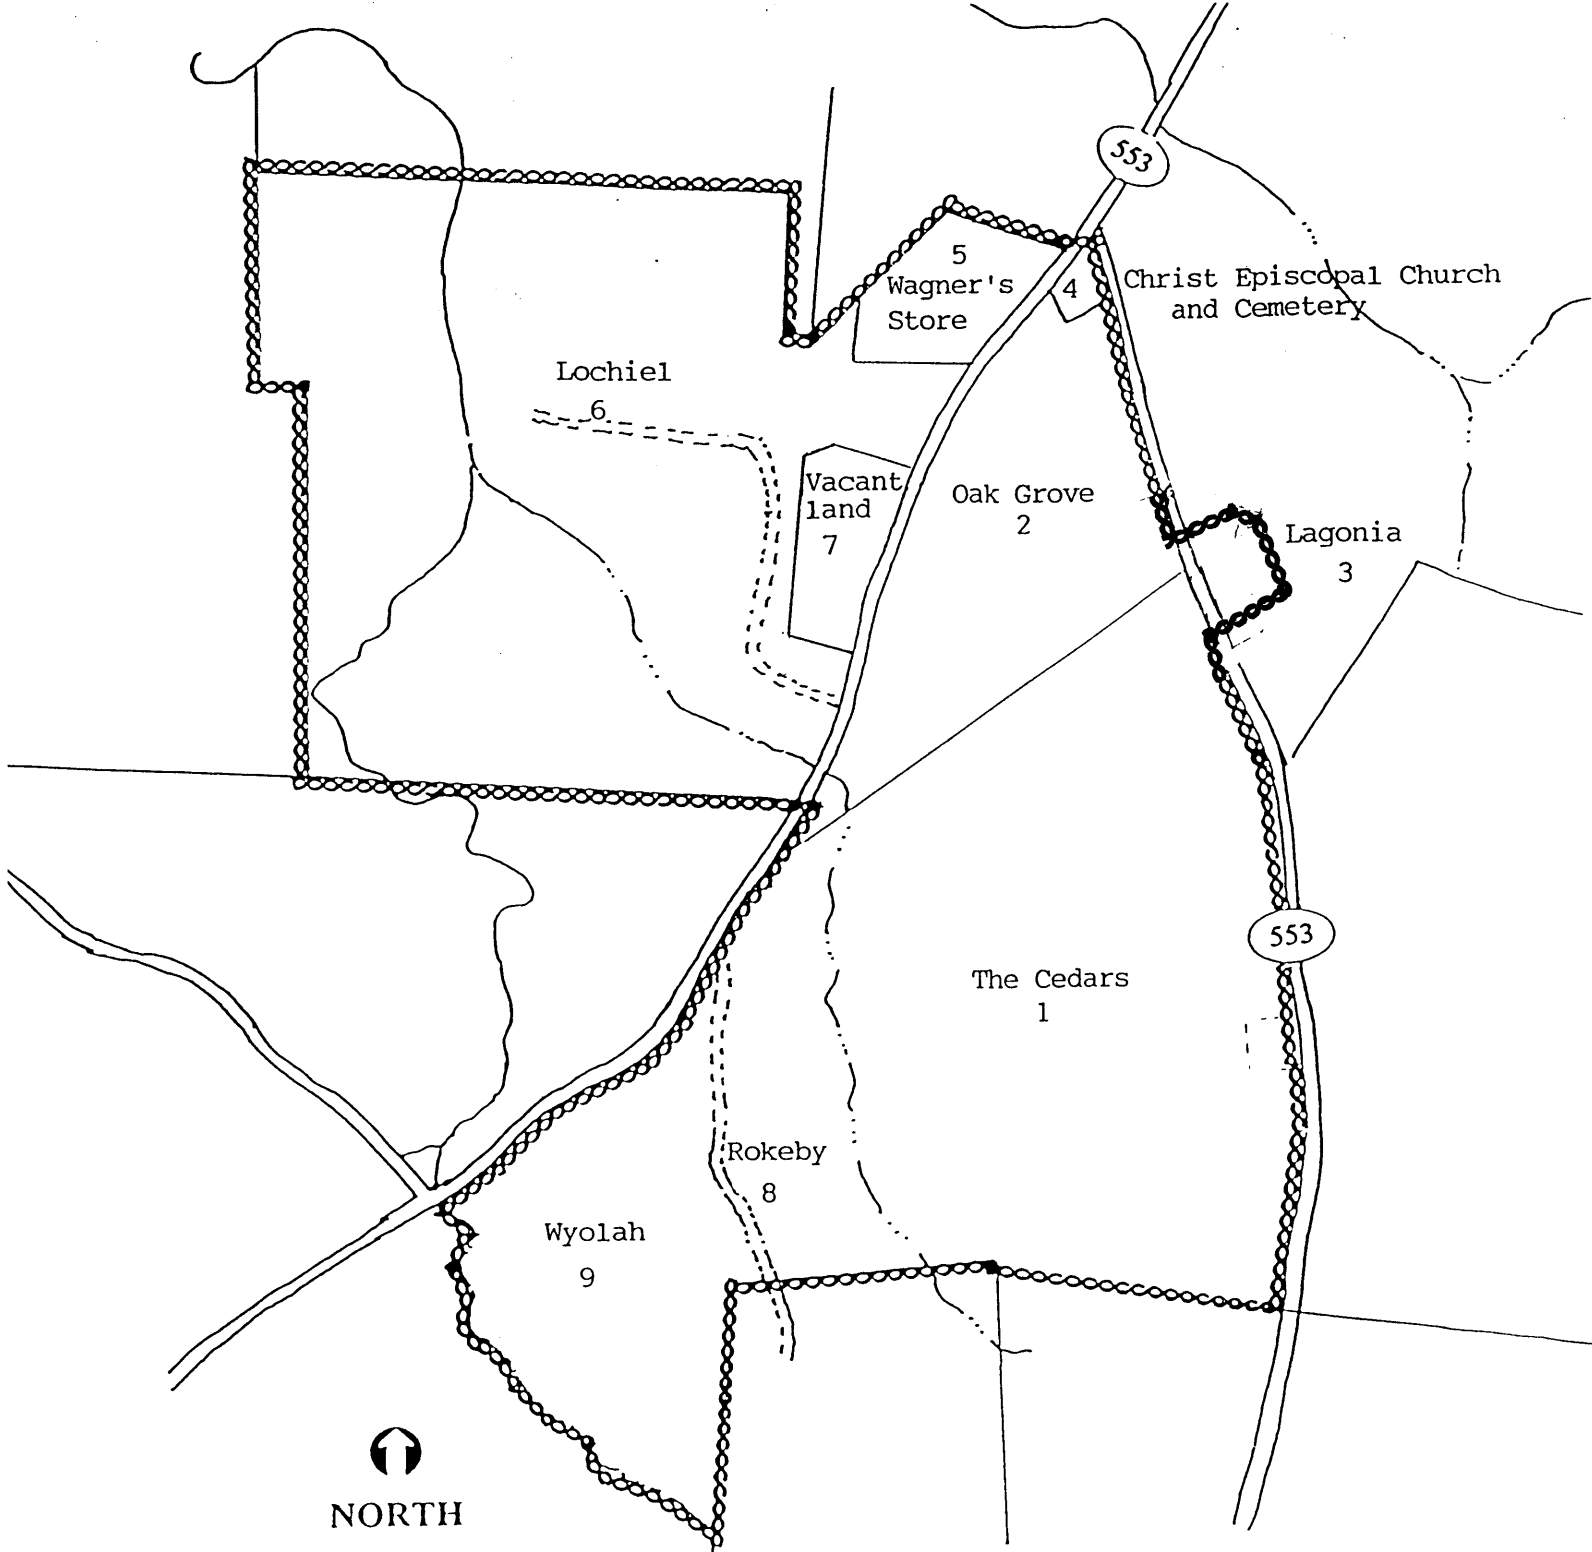 553
5
Wagner's
Store
4
Christ Episcopal Church
and Cemetery
Lochiel
6
Vacant
land
7
Oak Grove
2
Lagonia
3
553
The Cedars
1
Rokeby
8
Wyolah
9
NORTH